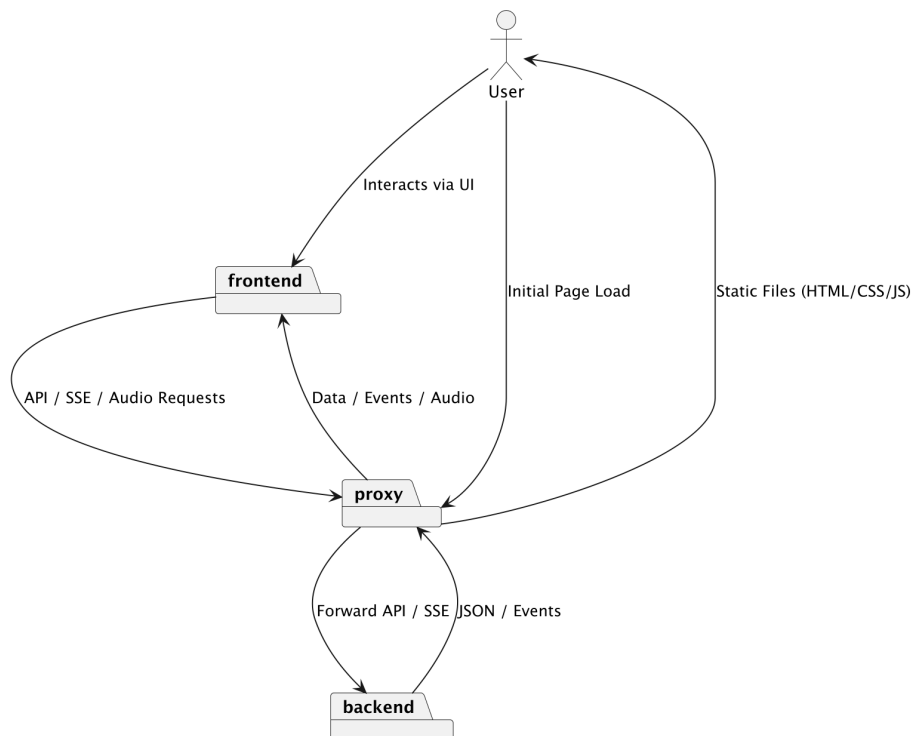 User
Interacts via UI
frontend
Initial Page Load
Static Files (HTML/CSS/JS)
API / SSE / Audio Requests
Data / Events / Audio
proxy
Forward API / SSE
JSON / Events
backend